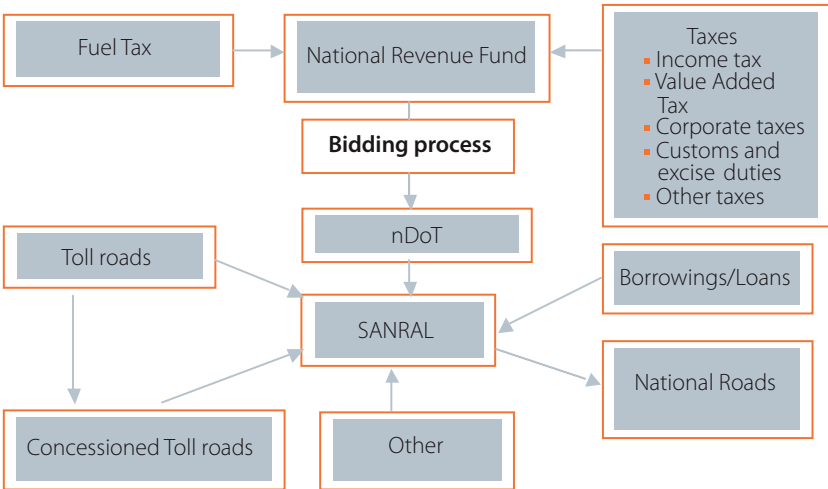 Fuel Tax
National Revenue Fund
Taxes
Income tax
Value Added
Tax
Corporate taxes
Customs and
excise duties
Other taxes
Bidding process
nDoT
Toll roads
Borrowings/Loans
SANRAL
National Roads
Concessioned Toll roads
Other